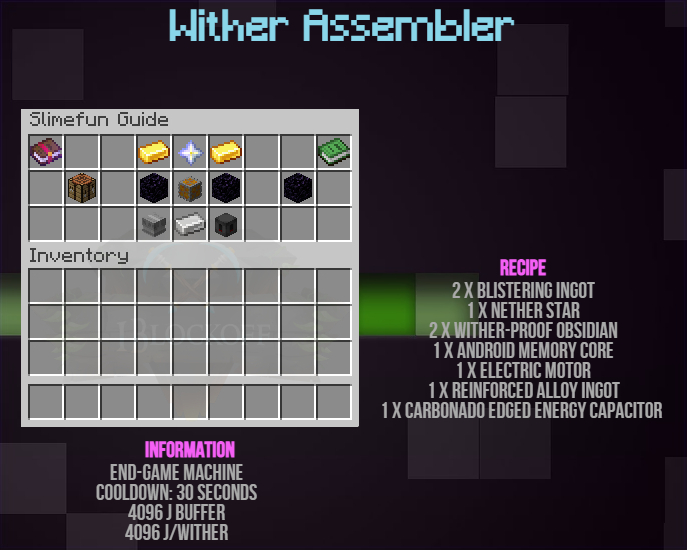 Wither Assembler
Slimefun Guide
Inventory
IBLOCKOFF
RECIPE
2 X BLISTERING INGOT
1 X NETHER STAR
2 X WITHER-PROOF OBSIDIAN
1 X ANDROID MEMORY CORE
1 X ELECTRIC MOTOR
1 X REINFORCED ALLOY INGOT
1 X CARBONADO EDGED ENERGY CAPACITOR
INFORMATION
END-GAME MACHINE
COOLDOWN: 30 SECONDS
4096 J BUFFER
4096 J/WITHER